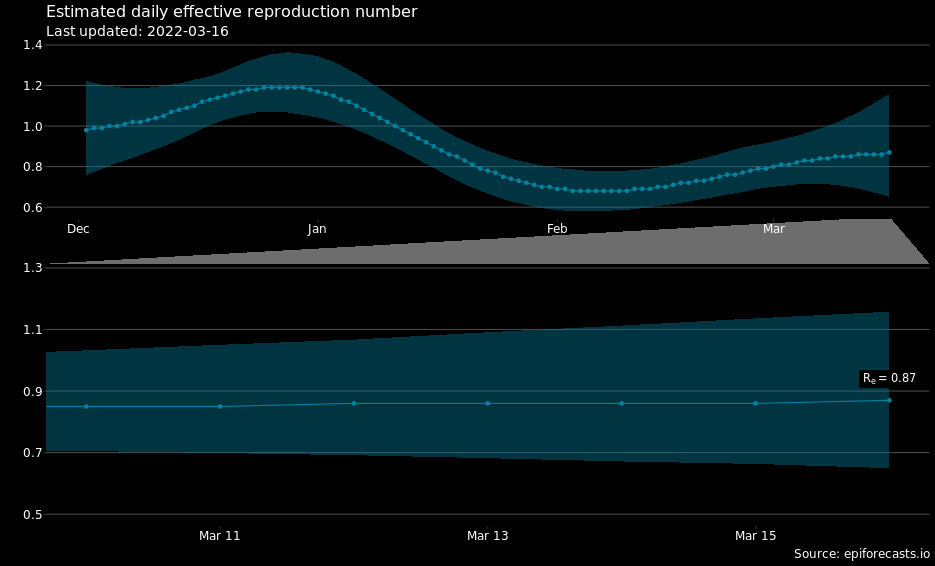 Estimated daily effective reproduction number
Last updated: 2022-03-16
1.4
1.2
1.0
0.8
0.6
Dec Jan Feb Mar
1.3
1.1
0.9
0.7
0.5
Rₑ = 0.87
Mar 11 Mar 13 Mar 15
Source: epiforecasts.io